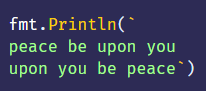 fmt.Println(`
peace be upon you
upon you be peace`)